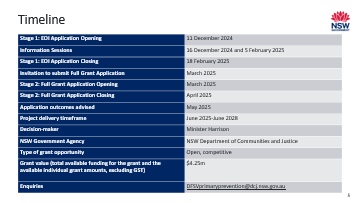 Timeline
NSW
GOVERNMENT
Stage 1: EOI Application Opening 11 December 2024
Information Sessions 16 December 2024 and 5 February 2025
Stage 1: EOI Application Closing 18 February 2025
Invitation to submit Full Grant Application March 2025
Stage 2: Full Grant Application Opening March 2025
Stage 2: Full Grant Application Closing April 2025
Application outcomes advised May 2025
Project delivery timeframe June 2025-June 2028
Decision-maker Minister Harrison
NSW Government Agency NSW Department of Communities and Justice
Type of grant opportunity Open, competitive
Grant value (total available funding for the grant and the $4.25m
available individual grant amounts, excluding GST)
Enquiries DFSVprimaryprevention@dcj.nsw.gov.au